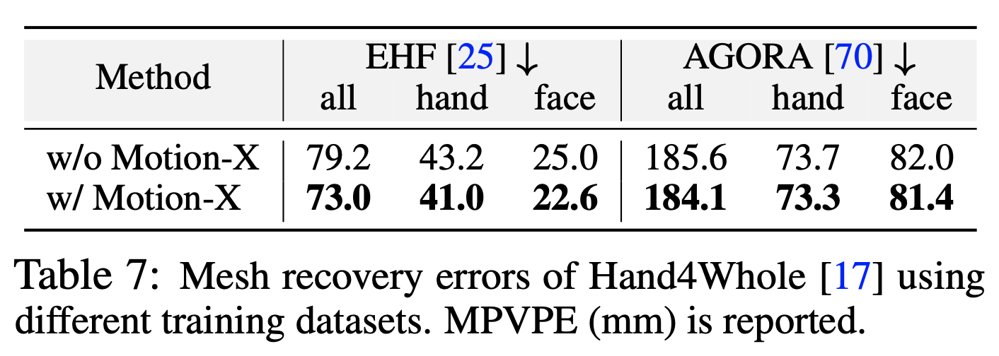 Method EHF [25] ↓ AGORA [70] ↓
all hand face all hand face
w/o Motion-X 79.2 43.2 25.0 185.6 73.7 82.0
w/ Motion-X 73.0 41.0 22.6 184.1 73.3 81.4
Table 7: Mesh recovery errors of Hand4Whole [17] using
different training datasets. MPVPE (mm) is reported.